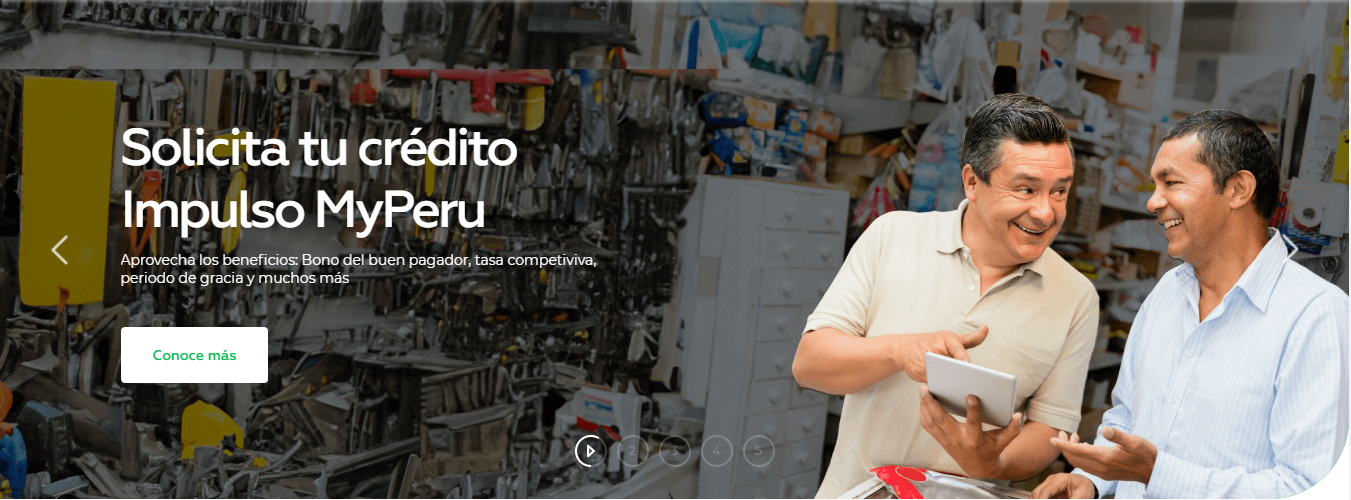 Solicita tu crédito
Impulso MyPeru
Aprovecha los beneficios: Bono del buen pagador, tasa competiviva,
periodo de gracia y muchos más
Conoce más
2 3 4 5